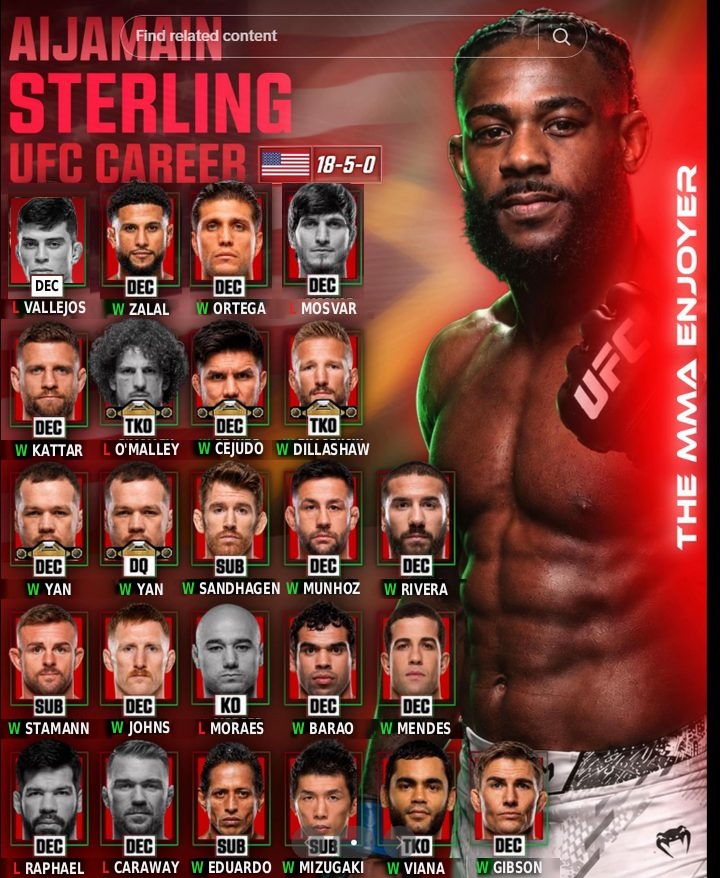 AIJAMAIN
Find related content
STERLING
UFC CAREER 18-5-0
DEC DEC DEC DEC
L VALLEJOS W ZALAL W ORTEGA L MOSVAR
DEC TKO DEC TKO
W KATTAR L O'MALLEY W CEJUDO W DILLASHAW
DEC DQ SUB DEC DEC
W YAN W YAN W SANDHAGEN W MUNHOZ W RIVERA
SUB DEC KO DEC DEC
W STAMANN W JOHNS L MORAES W BARAO W MENDES
DEC DEC SUB SUB TKO DEC
L RAPHAEL L CARAWAY W EDUARDO W MIZUGAKI W VIANA W GIBSON
UFC
THE MMA ENJOYER